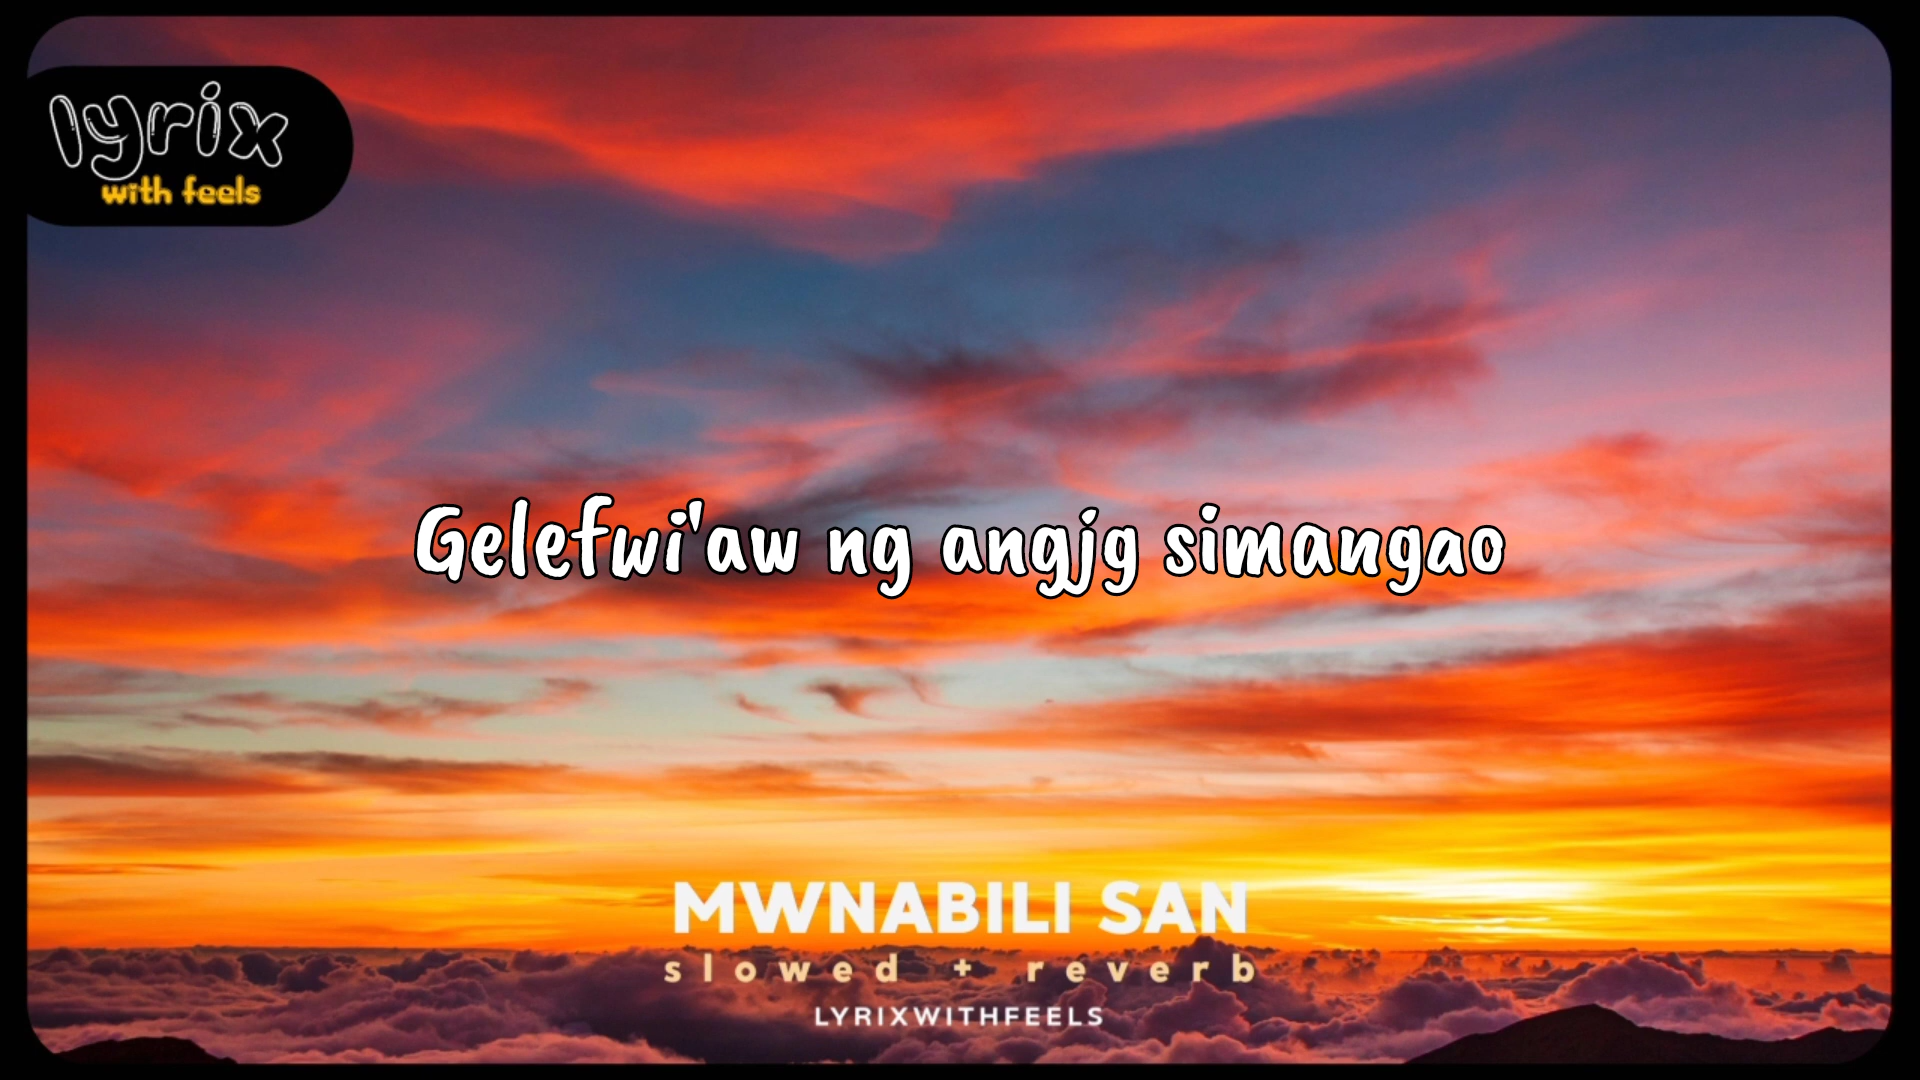 lyrix
with feels
Gelefwi'aw ng angjg simangao
MWNABILI SAN
slowed + reverb
LYRIXWITHFEELS